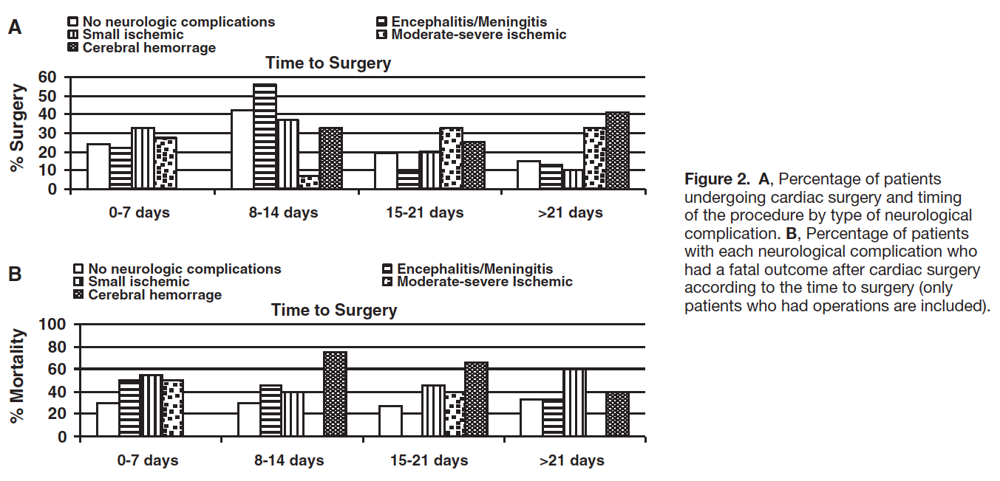 A
No neurologic complications
Encephalitis/Meningitis
Small ischemic
Moderate-severe ischemic
Cerebral hemorrage
Time to Surgery
% Surgery
60
50
40
30
20
10
0
0-7 days
8-14 days
15-21 days
>21 days
B
No neurologic complications
Encephalitis/Meningitis
Small ischemic
Moderate-severe Ischemic
Cerebral hemorrage
Time to Surgery
% Mortality
100
80
60
40
20
0
0-7 days
8-14 days
15-21 days
>21 days
Figure 2. A, Percentage of patients
undergoing cardiac surgery and timing
of the procedure by type of neurological
complication. B, Percentage of patients
with each neurological complication who
had a fatal outcome after cardiac surgery
according to the time to surgery (only
patients who had operations are included).